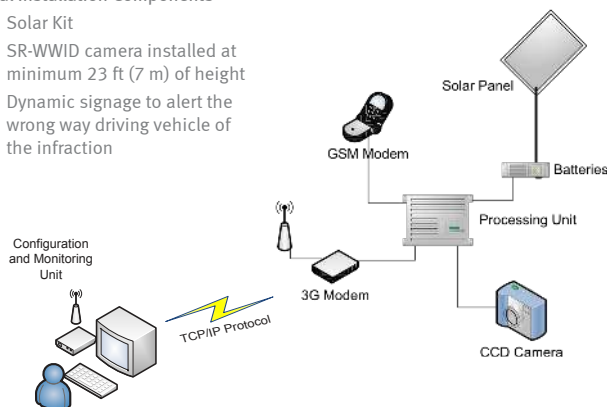 Installation Components
Solar Kit
SR-WWID camera installed at
minimum 23 ft (7 m) of height
Dynamic signage to alert the
wrong way driving vehicle of
the infraction
Solar Panel
GSM Modem
Batteries
Processing Unit
3G Modem
CCD Camera
Configuration
and Monitoring
Unit
TCP/IP Protocol